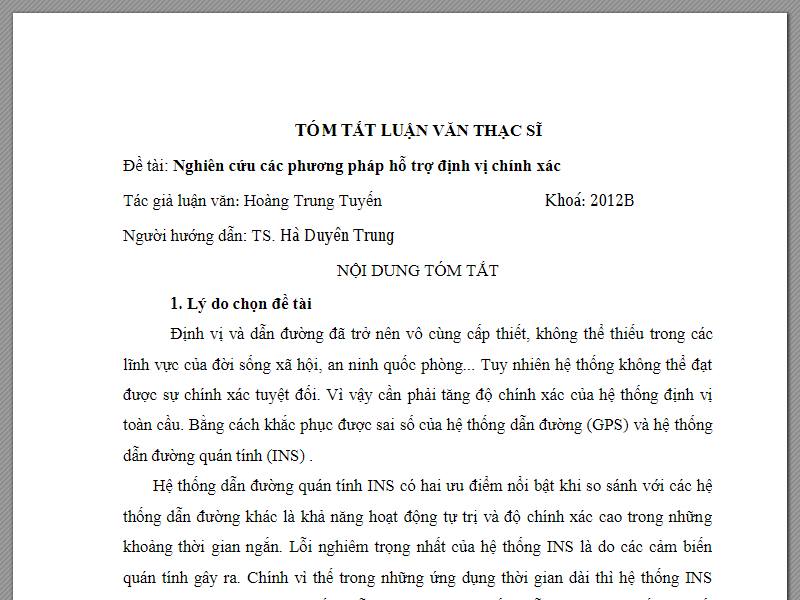 TÓM TẮT LUẬN VĂN THẠC SĨ
Đề tài: Nghiên cứu các phương pháp hỗ trợ định vị chính xác
Tác giả luận văn: Hoàng Trung Tuyến Khoá: 2012B
Người hướng dẫn: TS. Hà Duyên Trung
NỘI DUNG TÓM TẮT
1. Lý do chọn đề tài
Định vị và dẫn đường đã trở nên vô cùng cấp thiết, không thể thiếu trong các
lĩnh vực của đời sống xã hội, an ninh quốc phòng... Tuy nhiên hệ thống không thể đạt
được sự chính xác tuyệt đối. Vì vậy cần phải tăng độ chính xác của hệ thống định vị
toàn cầu. Bằng cách khắc phục được sai số của hệ thống dẫn đường (GPS) và hệ thống
dẫn đường quán tính (INS) .
Hệ thống dẫn đường quán tính INS có hai ưu điểm nổi bật khi so sánh với các hệ
thống dẫn đường khác là khả năng hoạt động tự trị và độ chính xác cao trong những
khoảng thời gian ngắn. Lỗi nghiêm trọng nhất của hệ thống INS là do các cảm biến
quán tính gây ra. Chính vì thế trong những ứng dụng thời gian dài thì hệ thống INS